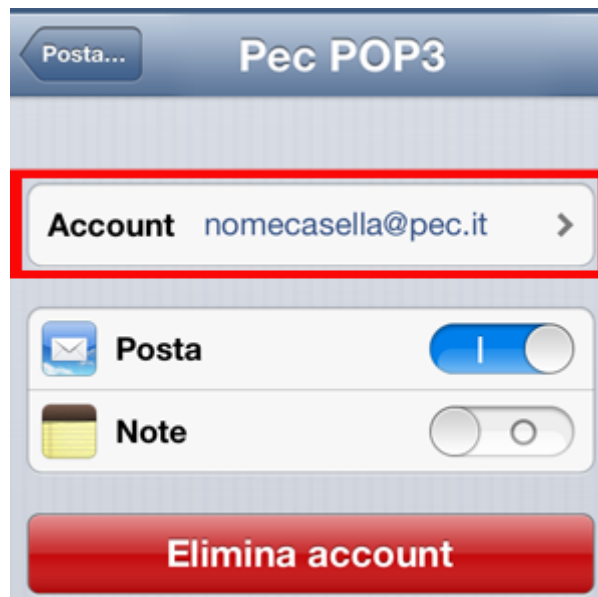 Posta...
Pec POP3
Account nomecasella@pec.it
Posta
Note
Elimina account